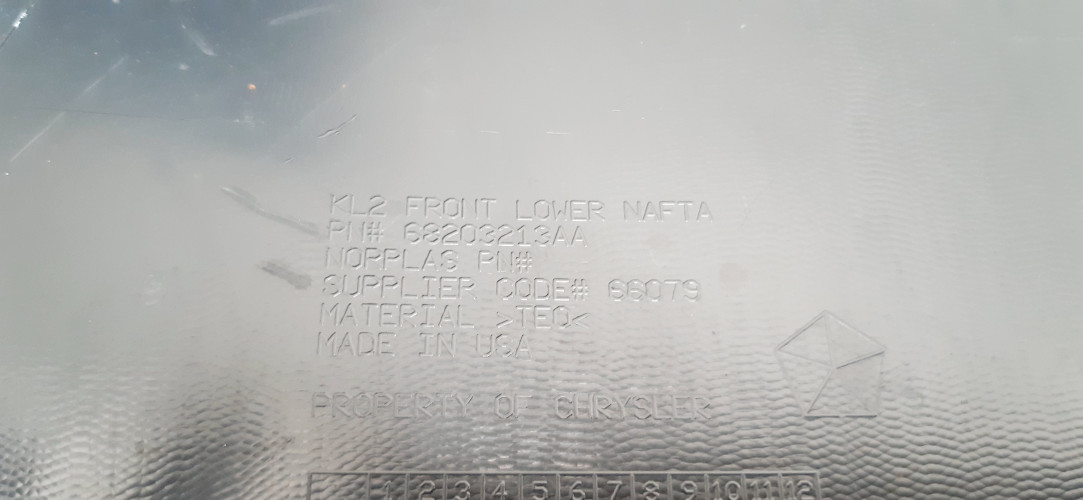 KL2 FRONT LOWER NAFTA
PN# 68203213AA
NORPLAS PN#
SUPPLIER CODE# 66079
MATERIAL >TEO<
MADE IN USA
PROPERTY OF CHRYSLER
1 2 3 4 5 6 7 8 9 10 11 12